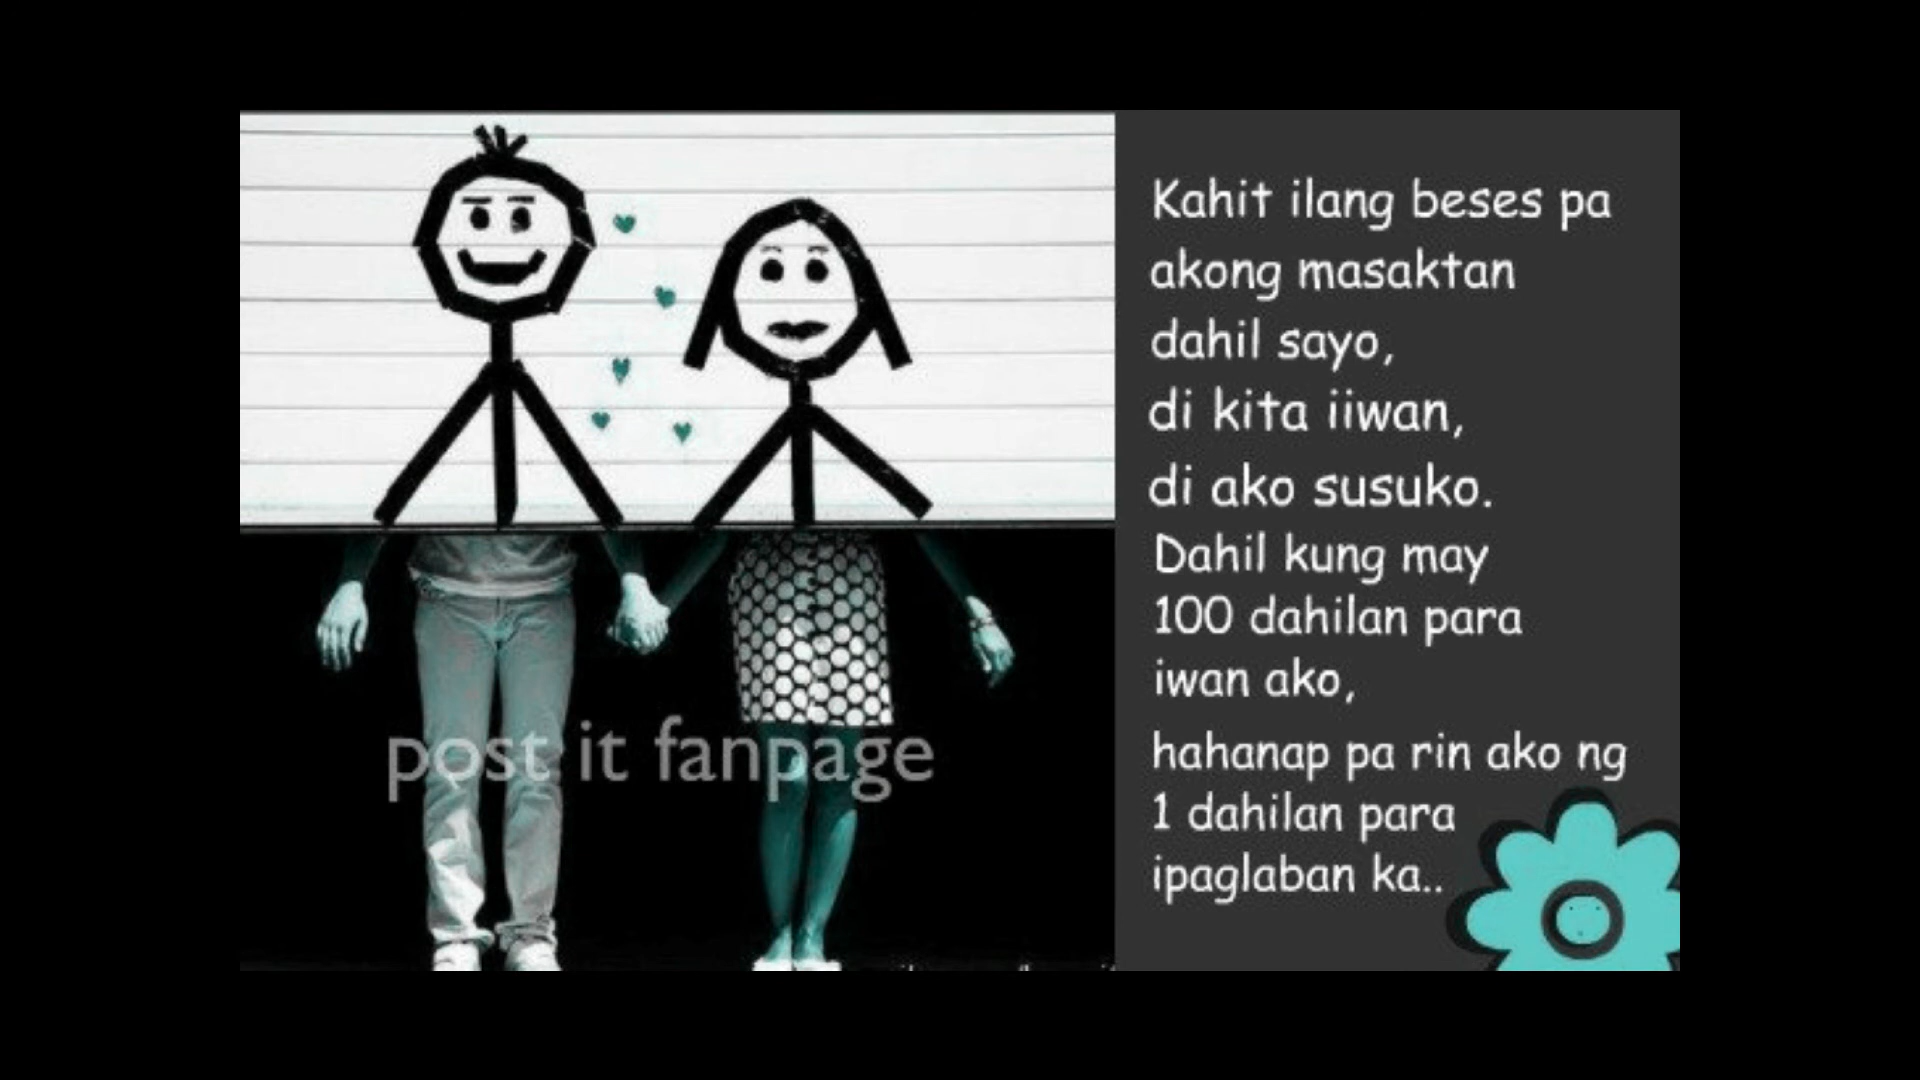 Kahit ilang beses pa
akong masaktan
dahil sayo,
di kita iiwan,
di ako susuko.
Dahil kung may
100 dahilan para
iwan ako,
hahanap pa rin ako ng
1 dahilan para
ipaglaban ka..
post it fanpage